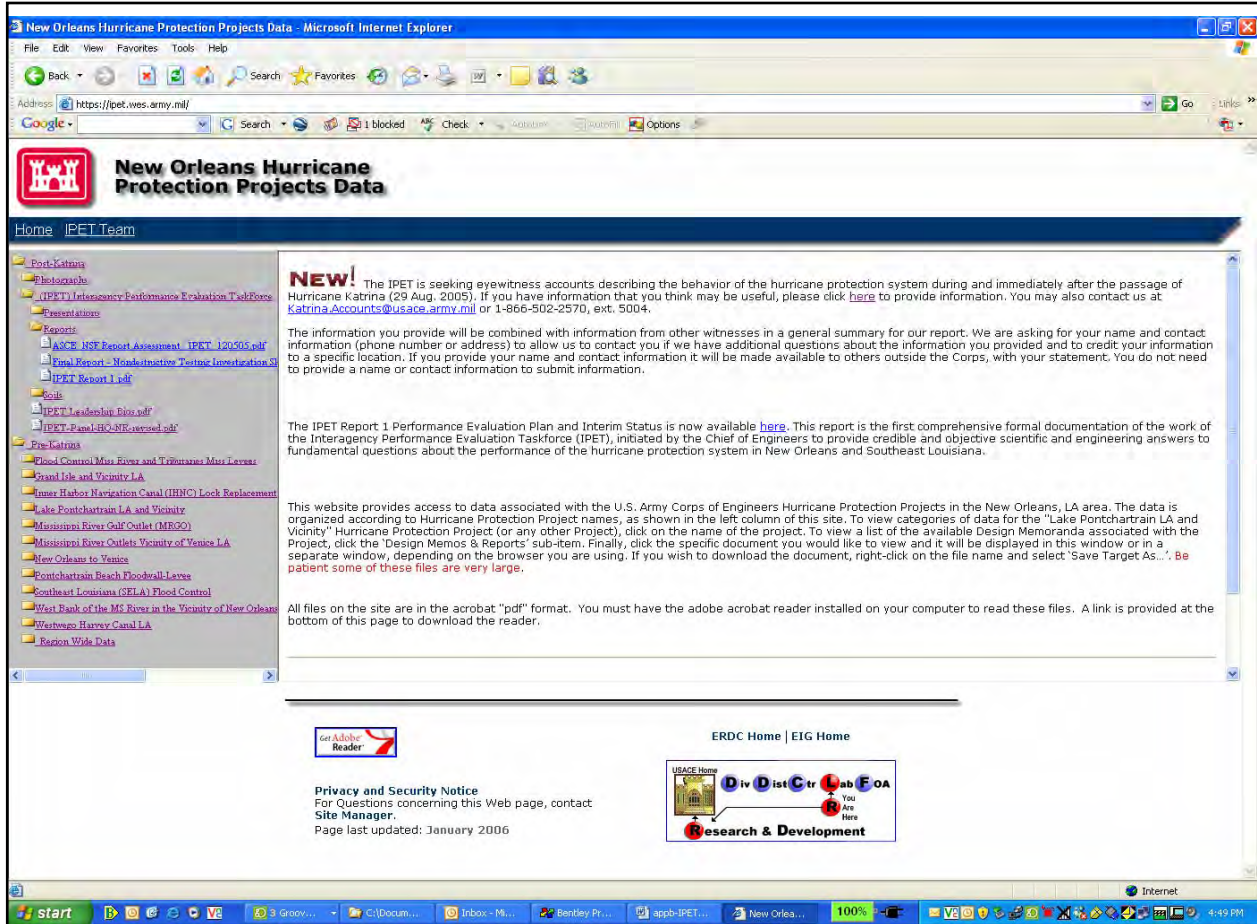 New Orleans Hurricane Protection Projects Data - Microsoft Internet Explorer
File Edit View Favorites Tools Help
Back Search Favorites
Address https://ipet.wes.army.mil/ Go Links »
Google Search 1 blocked Check AutoLink AutoFill Options
New Orleans Hurricane
Protection Projects Data
Home IPET Team
Post-Katrina
Photographs
(IPET) Interagency Performance Evaluation TaskForce
Presentations
Reports
ASCE_NSF Report Assessment_IPET_120505.pdf
Final Report - Nondestructive Testing Investigation
IPET Report 1.pdf
Soils
IPET Leadership Bios.pdf
IPET-Panel-HQ-NR-revised.pdf
Pre-Katrina
Flood Control Miss River and Tributaries Miss Levees
Grand Isle and Vicinity LA
Inner Harbor Navigation Canal (IHNC) Lock Replacement
Lake Pontchartrain LA and Vicinity
Mississippi River Gulf Outlet (MRGO)
Mississippi River Outlets Vicinity of Venice LA
New Orleans to Venice
Pontchartrain Beach Floodwall-Levee
Southeast Louisiana (SELA) Flood Control
West Bank of the MS River in the Vicinity of New Orleans
Westwego Harvey Canal LA
Region Wide Data
NEW! The IPET is seeking eyewitness accounts describing the behavior of the hurricane protection system during and immediately after the passage of
Hurricane Katrina (29 Aug. 2005). If you have information that you think may be useful, please click here to provide information. You may also contact us at
Katrina.Accounts@usace.army.mil or 1-866-502-2570, ext. 5004.
The information you provide will be combined with information from other witnesses in a general summary for our report. We are asking for your name and contact
information (phone number or address) to allow us to contact you if we have additional questions about the information you provided and to credit your information
to a specific location. If you provide your name and contact information it will be made available to others outside the Corps, with your statement. You do not need
to provide a name or contact information to submit information.
The IPET Report 1 Performance Evaluation Plan and Interim Status is now available here. This report is the first comprehensive formal documentation of the work of
the Interagency Performance Evaluation Taskforce (IPET), initiated by the Chief of Engineers to provide credible and objective scientific and engineering answers to
fundamental questions about the performance of the hurricane protection system in New Orleans and Southeast Louisiana.
This website provides access to data associated with the U.S. Army Corps of Engineers Hurricane Protection Projects in the New Orleans, LA area. The data is
organized according to Hurricane Protection Project names, as shown in the left column of this site. To view categories of data for the "Lake Pontchartrain LA and
Vicinity" Hurricane Protection Project (or any other Project), click on the name of the project. To view a list of the available Design Memoranda associated with the
Project, click the 'Design Memos & Reports' sub-item. Finally, click the specific document you would like to view and it will be displayed in this window or in a
separate window, depending on the browser you are using. If you wish to download the document, right-click on the file name and select 'Save Target As...'. Be
patient some of these files are very large.
All files on the site are in the acrobat "pdf" format. You must have the adobe acrobat reader installed on your computer to read these files. A link is provided at the
bottom of this page to download the reader.
Get Adobe Reader
Privacy and Security Notice
For Questions concerning this Web page, contact
Site Manager.
Page last updated: January 2006
ERDC Home | EIG Home
USACE Home
Div Dist Ctr Lab FOA
R You
Are
Here
Research & Development
Internet
start 3 Groov... C:\Docum... Inbox - Mi... Bentley Pr... appb-IPET... New Orlea... 100% 4:49 PM